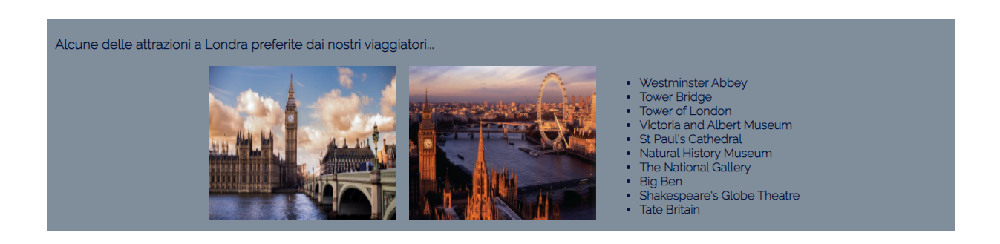 Alcune delle attrazioni a Londra preferite dai nostri viaggiatori...
• Westminster Abbey
• Tower Bridge
• Tower of London
• Victoria and Albert Museum
• St Paul's Cathedral
• Natural History Museum
• The National Gallery
• Big Ben
• Shakespeare's Globe Theatre
• Tate Britain